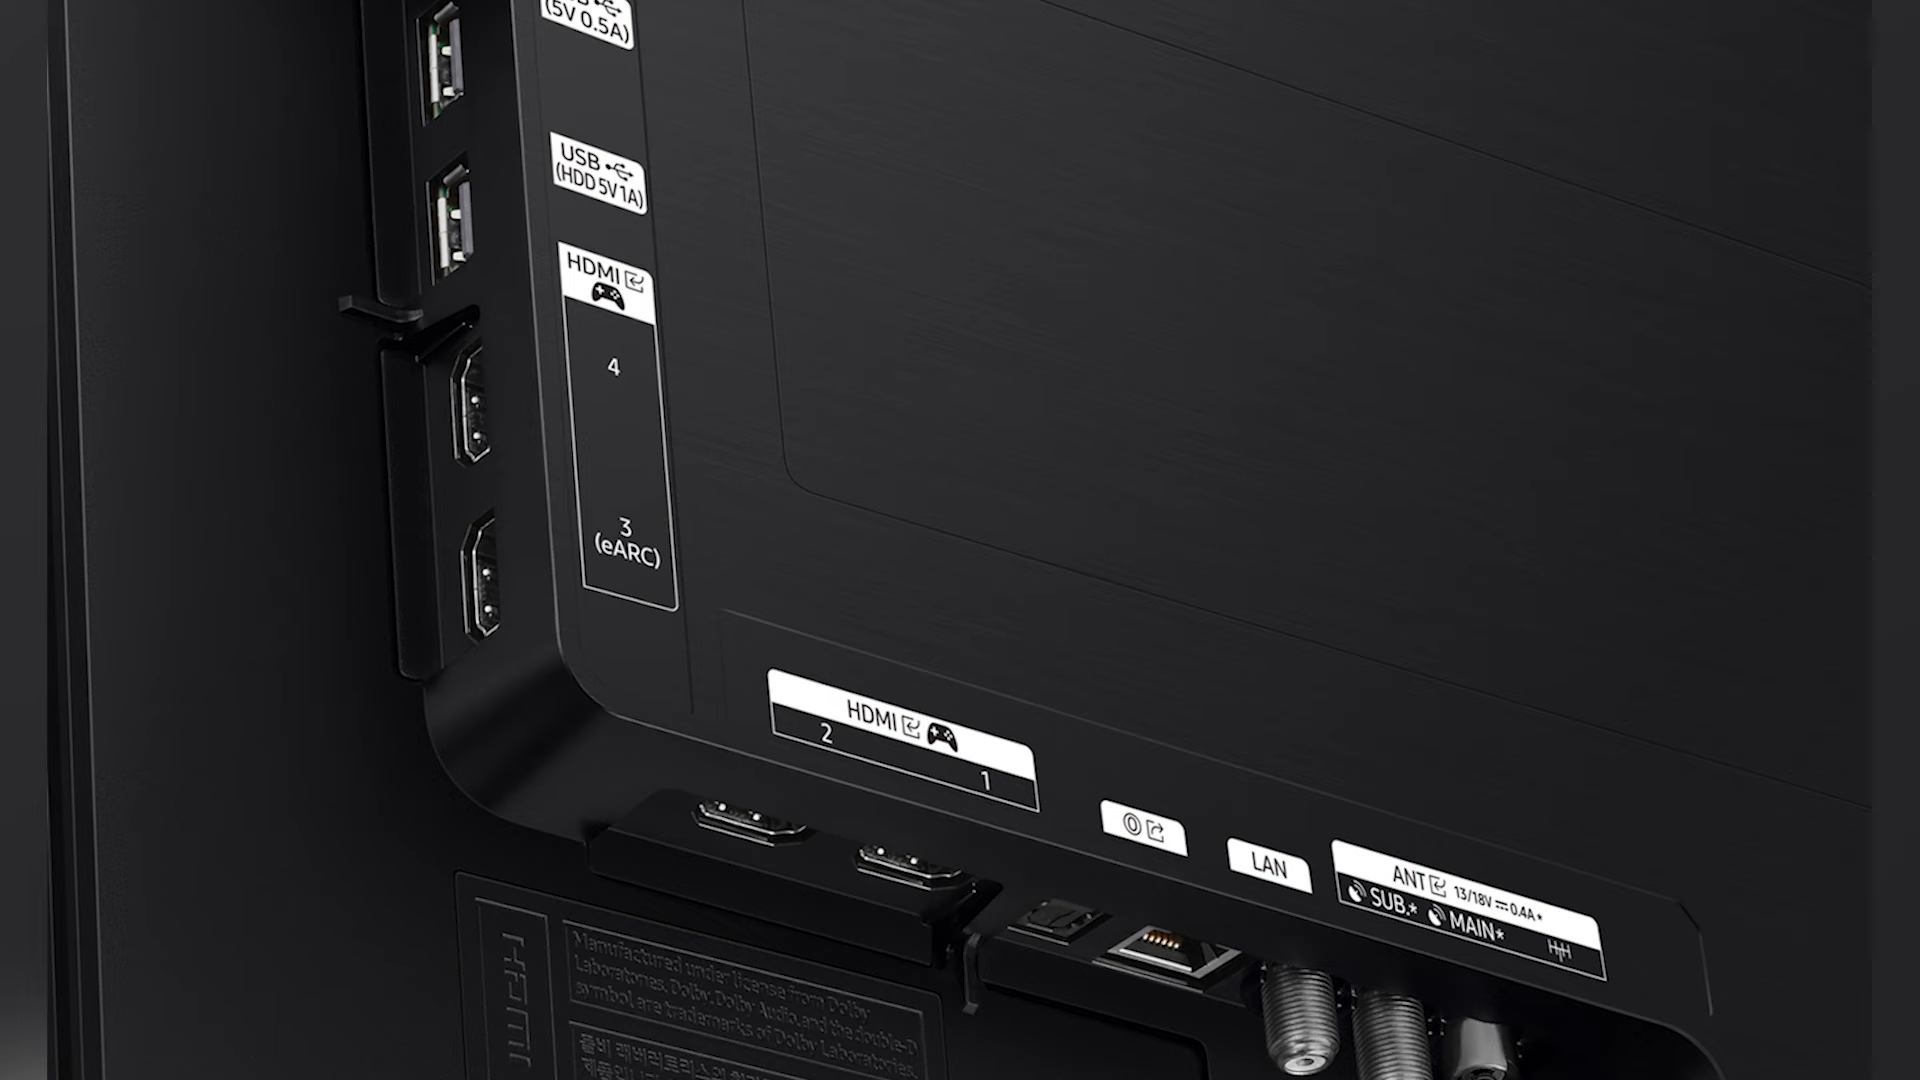 (5V 0.5A)
USB
(HDD 5V 1A)
HDMI
4
3
(eARC)
HDMI
2
1
LAN
ANT 13/18V 0.4A*
SUB.* MAIN*
HDMI
Manufactured under license from Dolby
Laboratories. Dolby, Dolby Audio, and the double-D
symbol are trademarks of Dolby Laboratories.